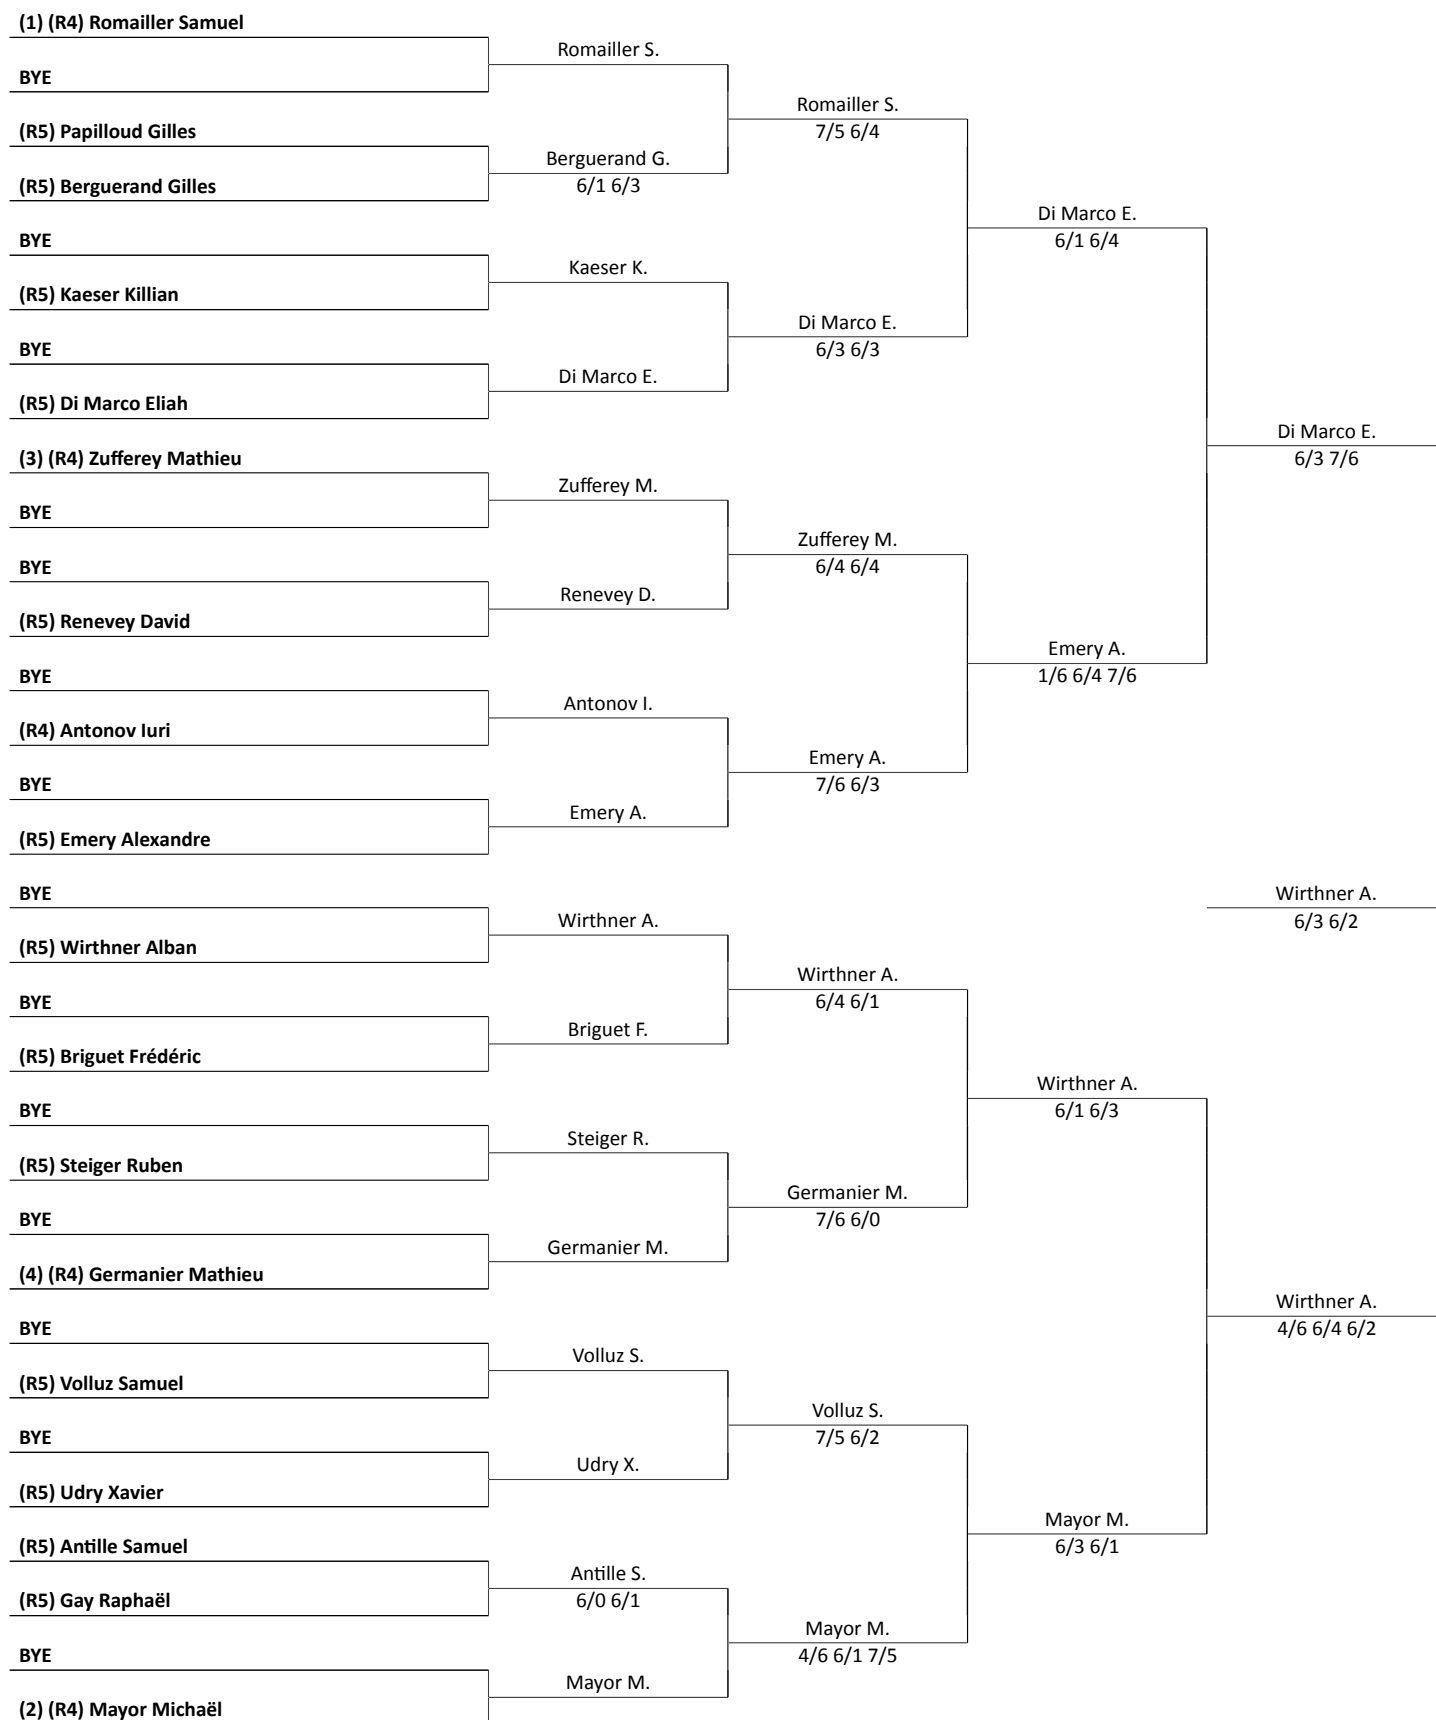 (1) (R4) Romailler Samuel
BYE
(R5) Papilloud Gilles
(R5) Berguerand Gilles
BYE
(R5) Kaeser Killian
BYE
(R5) Di Marco Eliah
(3) (R4) Zufferey Mathieu
BYE
BYE
(R5) Renevey David
BYE
(R4) Antonov Iuri
BYE
(R5) Emery Alexandre
BYE
(R5) Wirthner Alban
BYE
(R5) Briguet Frédéric
BYE
(R5) Steiger Ruben
BYE
(4) (R4) Germanier Mathieu
BYE
(R5) Volluz Samuel
BYE
(R5) Udry Xavier
(R5) Antille Samuel
(R5) Gay Raphaël
BYE
(2) (R4) Mayor Michaël
Romailler S.
Berguerand G.
6/1 6/3
Kaeser K.
Di Marco E.
Zufferey M.
Renevey D.
Antonov I.
Emery A.
Wirthner A.
Briguet F.
Steiger R.
Germanier M.
Volluz S.
Udry X.
Antille S.
6/0 6/1
Mayor M.
Romailler S.
7/5 6/4
Di Marco E.
6/3 6/3
Zufferey M.
6/4 6/4
Emery A.
7/6 6/3
Wirthner A.
6/4 6/1
Germanier M.
7/6 6/0
Volluz S.
7/5 6/2
Mayor M.
4/6 6/1 7/5
Di Marco E.
6/1 6/4
Emery A.
1/6 6/4 7/6
Wirthner A.
6/1 6/3
Mayor M.
6/3 6/1
Di Marco E.
6/3 7/6
Wirthner A.
6/3 6/2
Wirthner A.
4/6 6/4 6/2